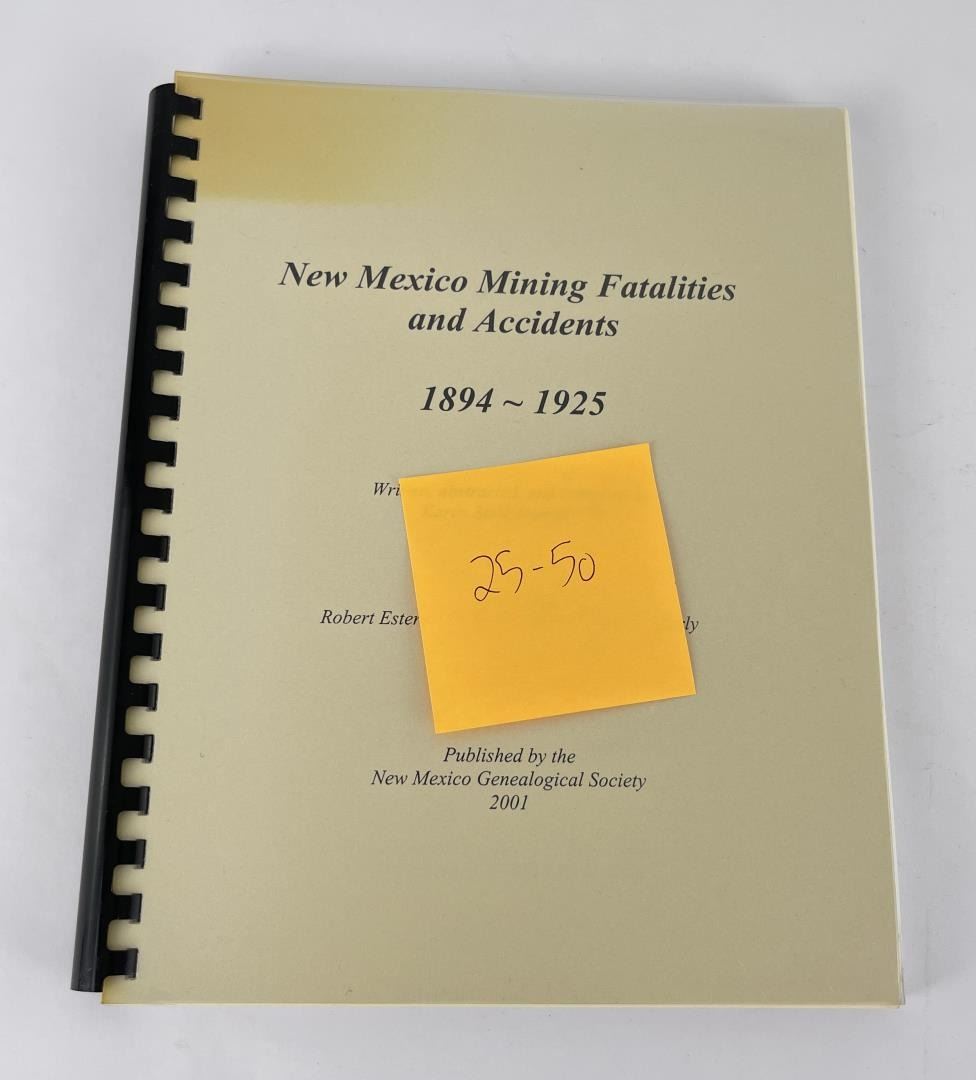 New Mexico Mining Fatalities
and Accidents
1894 ~ 1925
25-50
Robert
Published by the
New Mexico Genealogical Society
2001